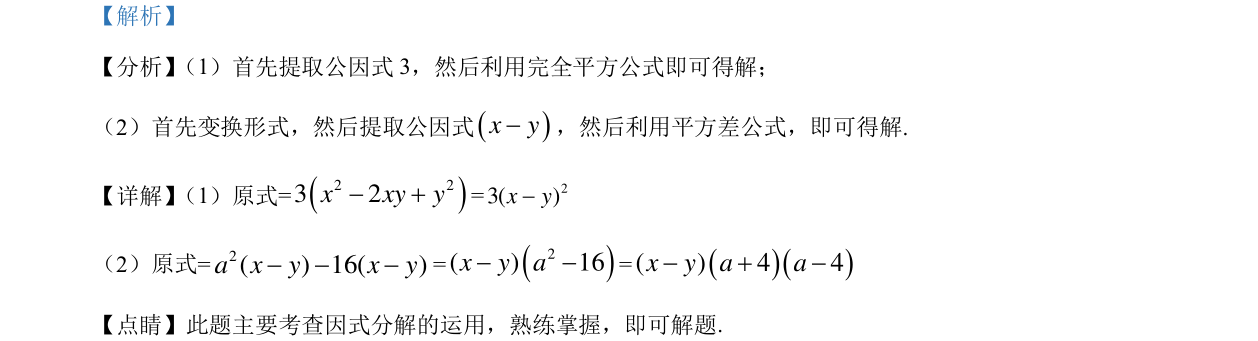 【解析】
【分析】（1）首先提取公因式 3，然后利用完全平方公式即可得解；
（2）首先变换形式，然后提取公因式(x－y)，然后利用平方差公式，即可得解.
【详解】（1）原式=3(x²－2xy+y²)=3(x－y)²
（2）原式=a²(x－y)－16(x－y)=(x－y)(a²－16)=(x－y)(a+4)(a－4)
【点睛】此题主要考查因式分解的运用，熟练掌握，即可解题.